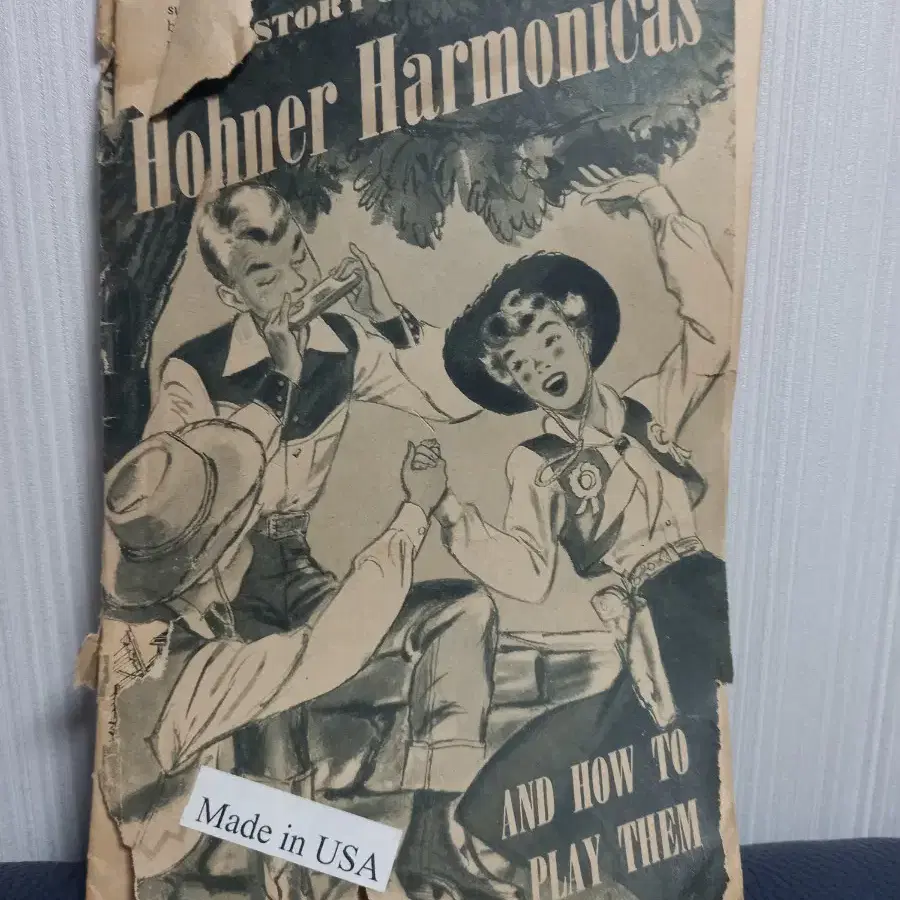 STORY
Hohner Harmonicas
AND HOW TO
PLAY THEM
Made in USA